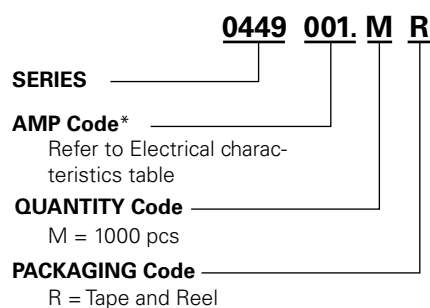 0449 001. M R
SERIES
AMP Code*
Refer to Electrical charac-
teristics table
QUANTITY Code
M = 1000 pcs
PACKAGING Code
R = Tape and Reel